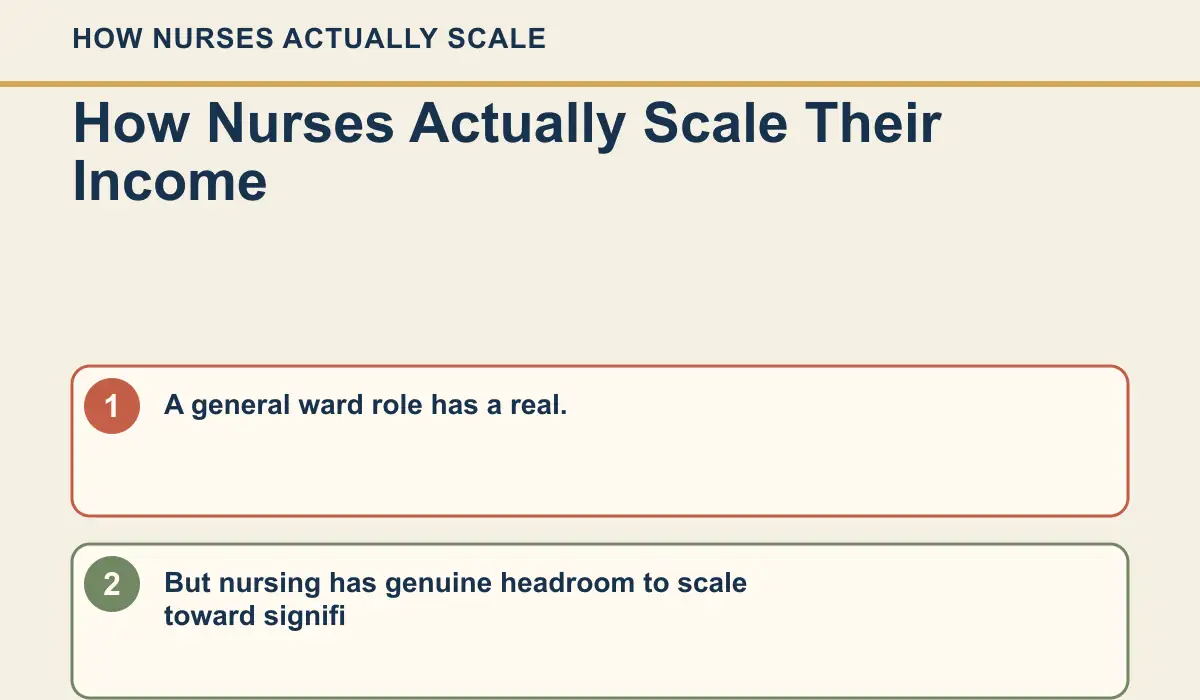 HOW NURSES ACTUALLY SCALE
How Nurses Actually Scale Their
Income
1
A general ward role has a real.
2
But nursing has genuine headroom to scale
toward signifi